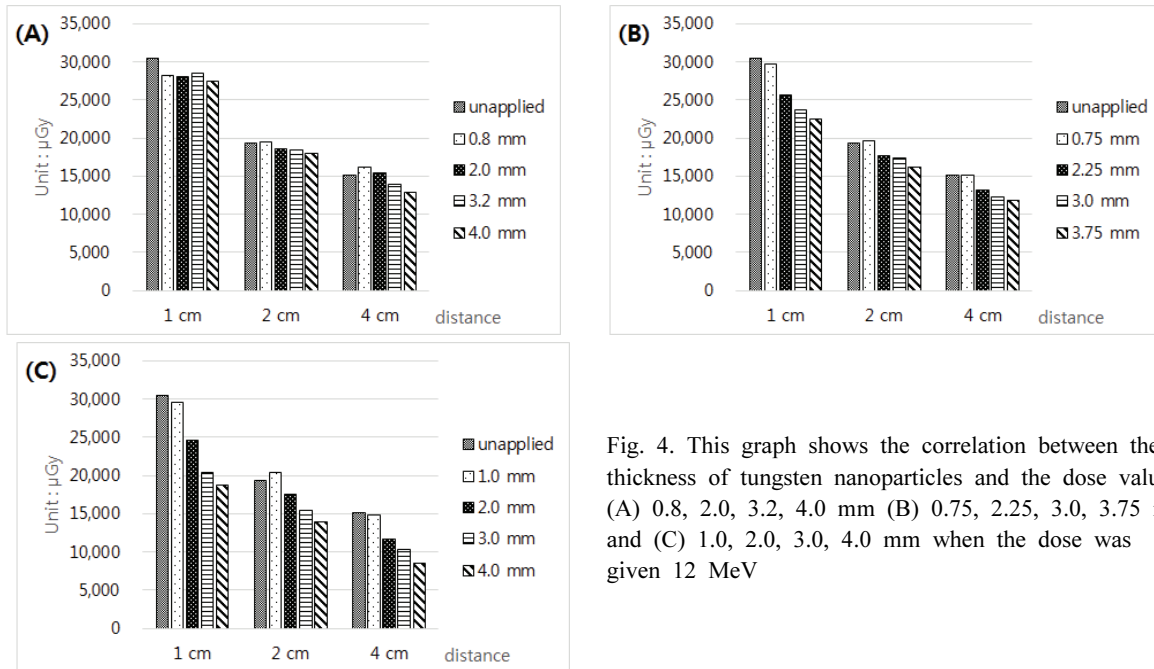 (A)
Unit : µGy
35,000
30,000
25,000
20,000
15,000
10,000
5,000
0
1 cm 2 cm 4 cm distance
unapplied
0.8 mm
2.0 mm
3.2 mm
4.0 mm
(B)
Unit : µGy
35,000
30,000
25,000
20,000
15,000
10,000
5,000
0
1 cm 2 cm 4 cm distance
unapplied
0.75 mm
2.25 mm
3.0 mm
3.75 mm
(C)
Unit : µGy
35,000
30,000
25,000
20,000
15,000
10,000
5,000
0
1 cm 2 cm 4 cm distance
unapplied
1.0 mm
2.0 mm
3.0 mm
4.0 mm
Fig. 4. This graph shows the correlation between the
thickness of tungsten nanoparticles and the dose valu
(A) 0.8, 2.0, 3.2, 4.0 mm (B) 0.75, 2.25, 3.0, 3.75
and (C) 1.0, 2.0, 3.0, 4.0 mm when the dose was
given 12 MeV